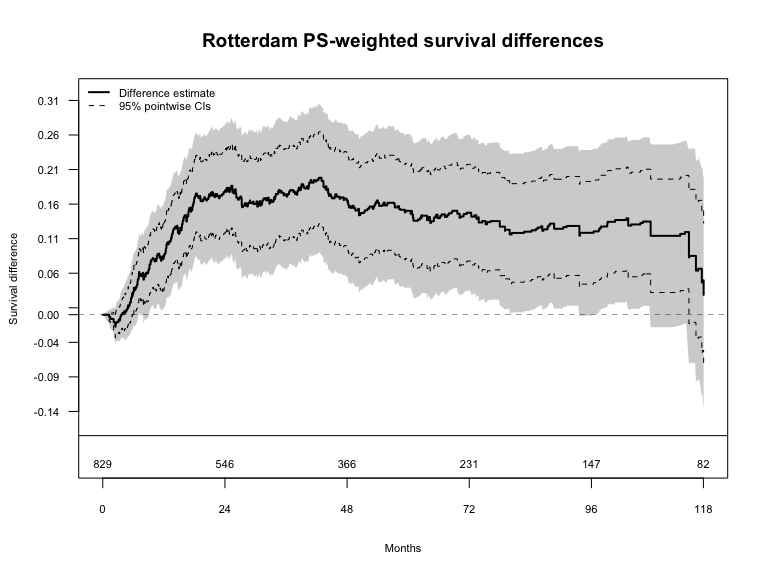 Rotterdam PS-weighted survival differences
Difference estimate
95% pointwise CIs
0.31
0.26
0.21
0.16
0.11
0.06
0.00
-0.04
-0.09
-0.14
Survival difference
829 546 366 231 147 82
0 24 48 72 96 118
Months